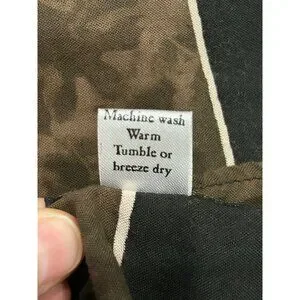 Machine wash
Warm
Tumble or
breeze dry